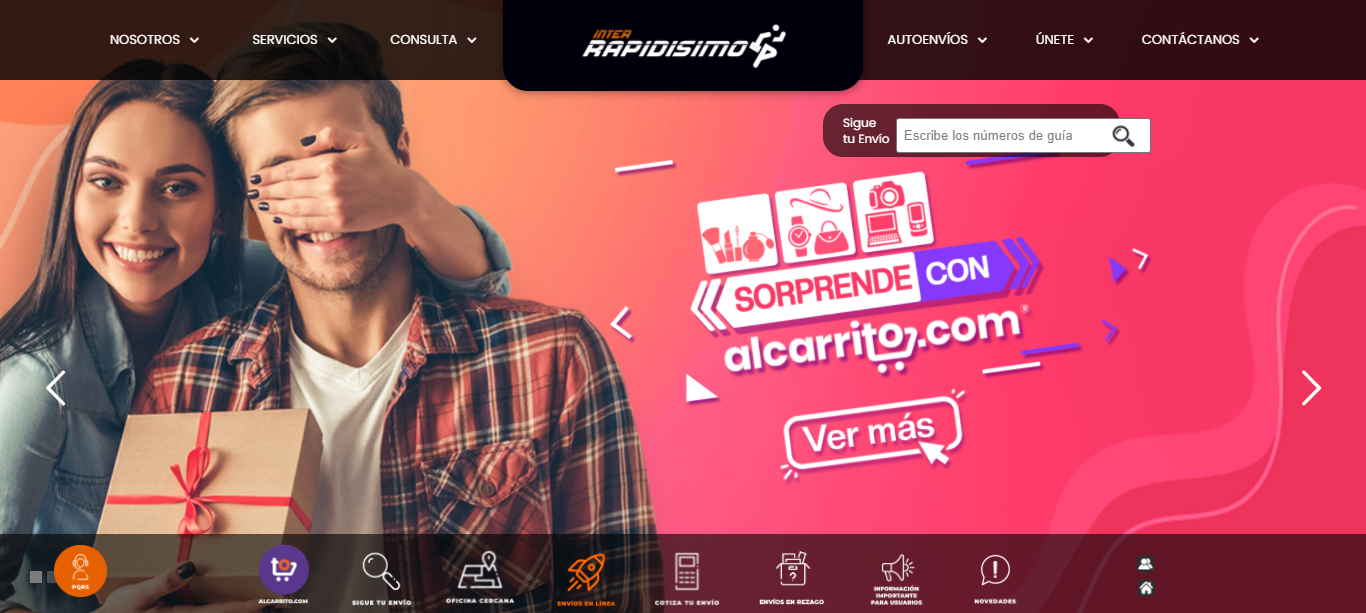 NOSOTROS
SERVICIOS
CONSULTA
INTER
RAPIDISIMO
AUTOENVÍOS
ÚNETE
CONTÁCTANOS
Sigue
tu Envío
Escribe los números de guía
SORPRENDE CON
alcarrito.com®
Ver más
PQRS
ALCARRITO.COM
SIGUE TU ENVÍO
OFICINA CERCANA
ENVÍOS EN LÍNEA
COTIZA TU ENVÍO
ENVÍOS EN REZAGO
INFORMACIÓN
IMPORTANTE
PARA USUARIOS
NOVEDADES